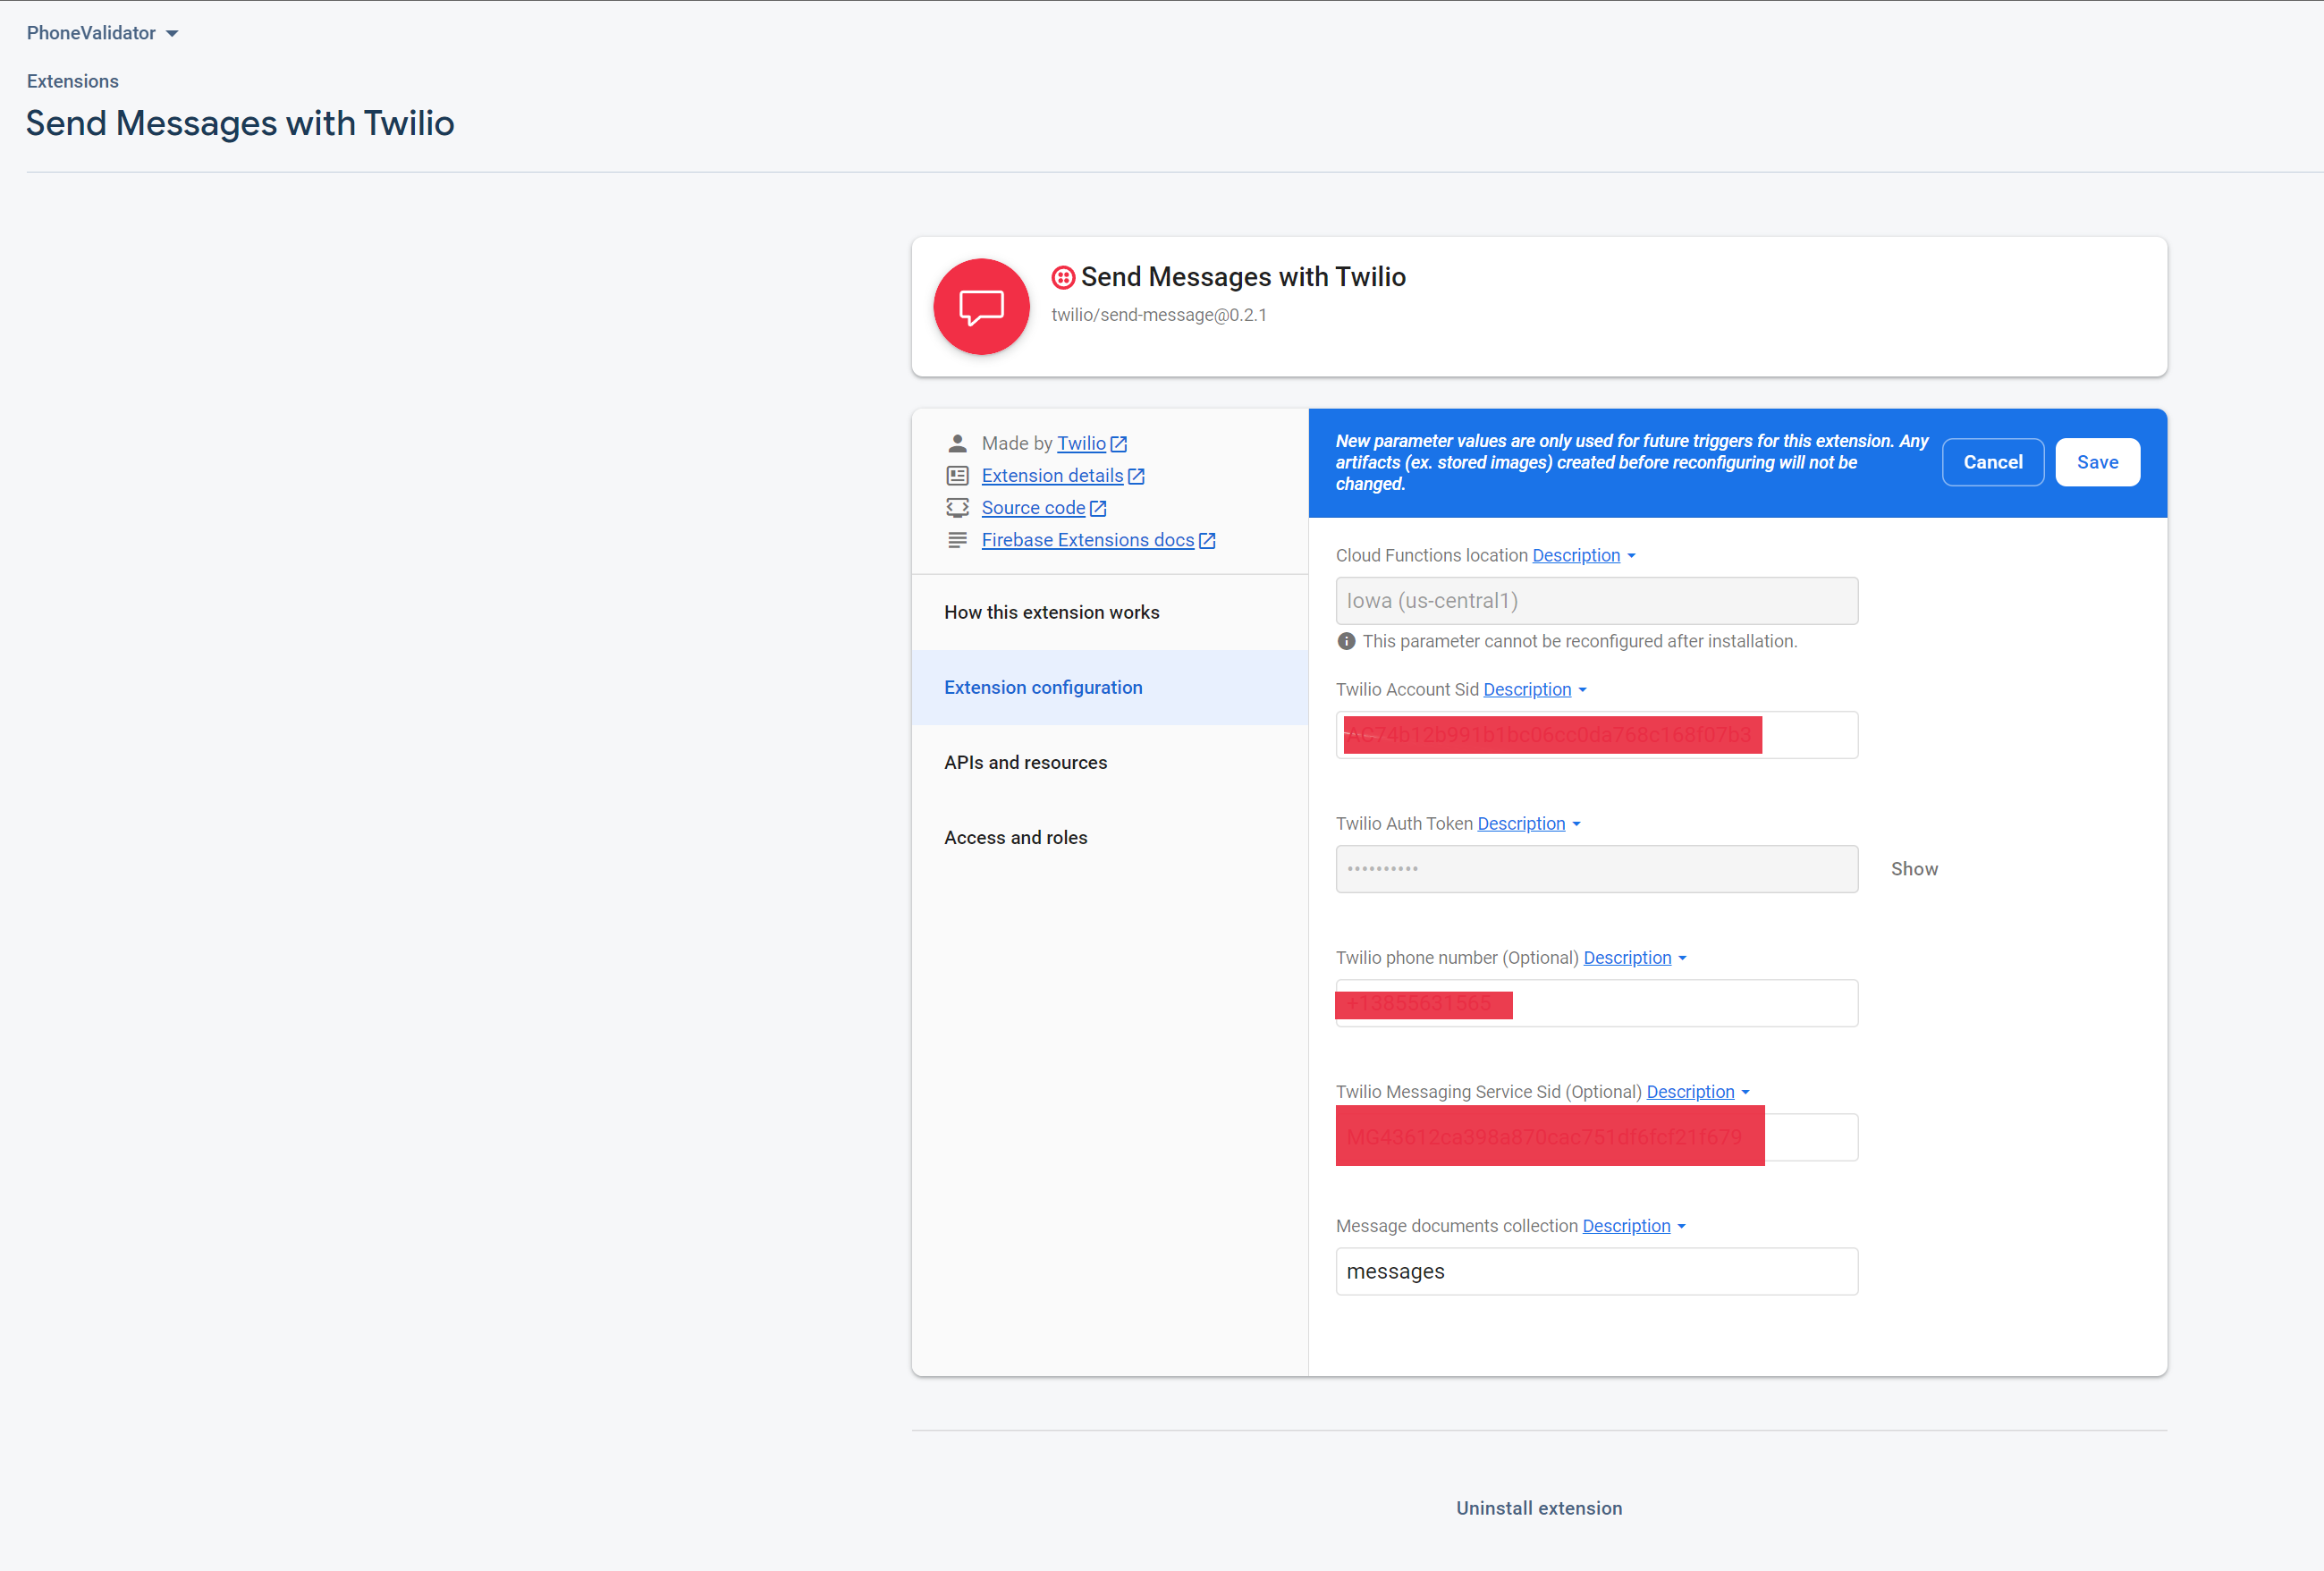 PhoneValidator
Extensions
Send Messages with Twilio
Send Messages with Twilio
twilio/send-message@0.2.1
Made by Twilio
Extension details
Source code
Firebase Extensions docs
How this extension works
Extension configuration
APIs and resources
Access and roles
New parameter values are only used for future triggers for this extension. Any
artifacts (ex. stored images) created before reconfiguring will not be
changed.
Cancel
Save
Cloud Functions location Description
Iowa (us-central1)
This parameter cannot be reconfigured after installation.
Twilio Account Sid Description
Twilio Auth Token Description
••••••••••
Show
Twilio phone number (Optional) Description
Twilio Messaging Service Sid (Optional) Description
Message documents collection Description
messages
Uninstall extension